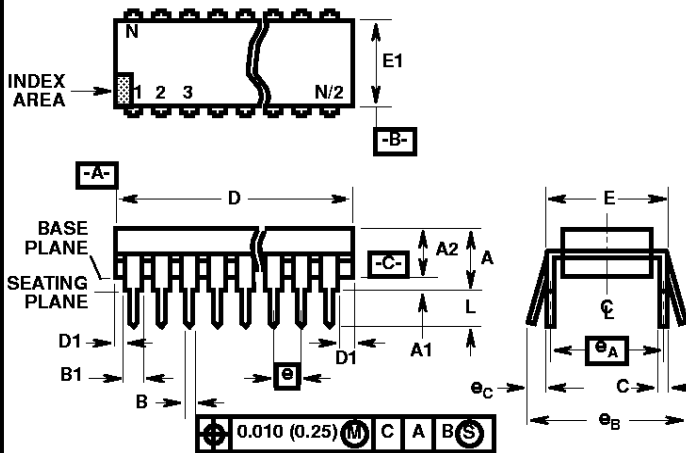 N
E1
INDEX
AREA
1 2 3 N/2
-B-
-A-
D
E
BASE
PLANE
A2
A
-C-
SEATING
PLANE
L
C
L
D1
A1
D1
eA
B1
e
eC
C
B
eB
0.010 (0.25) M C A B S